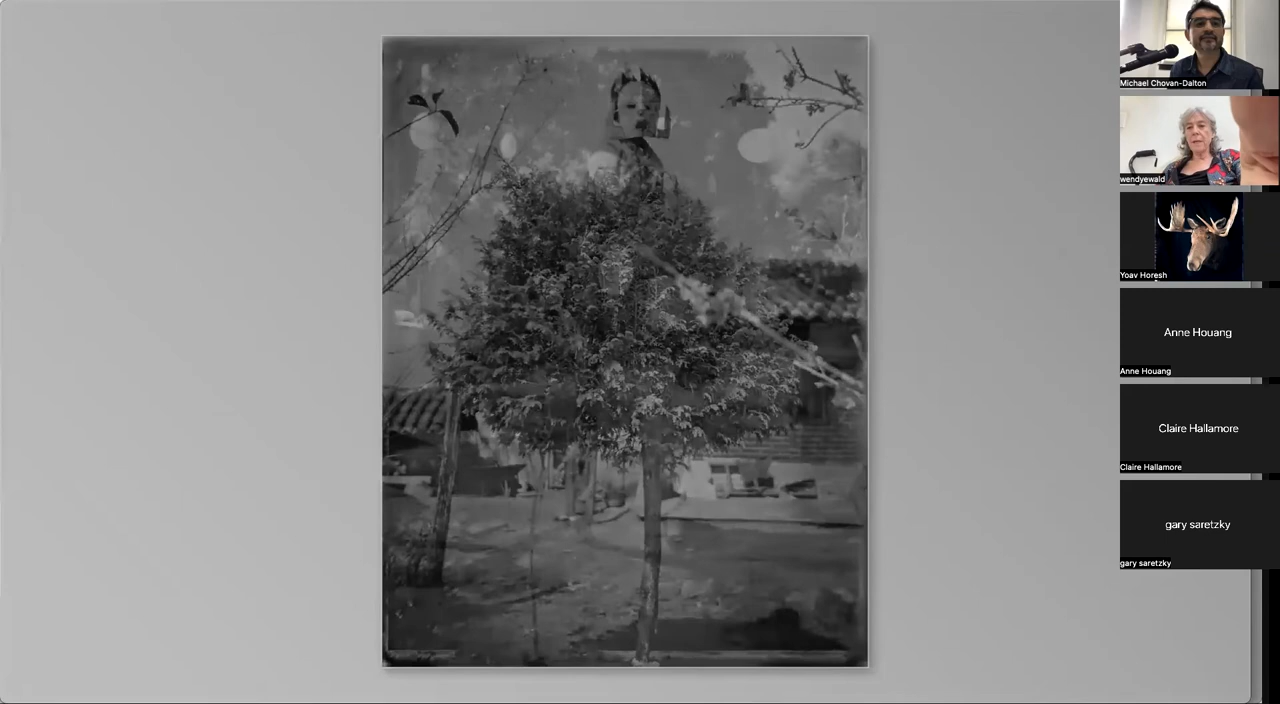 Michael Chovan-Dalton
wendyewald
Yoav Horesh
Anne Houang
Anne Houang
Claire Hallamore
Claire Hallamore
gary saretzky
gary saretzky